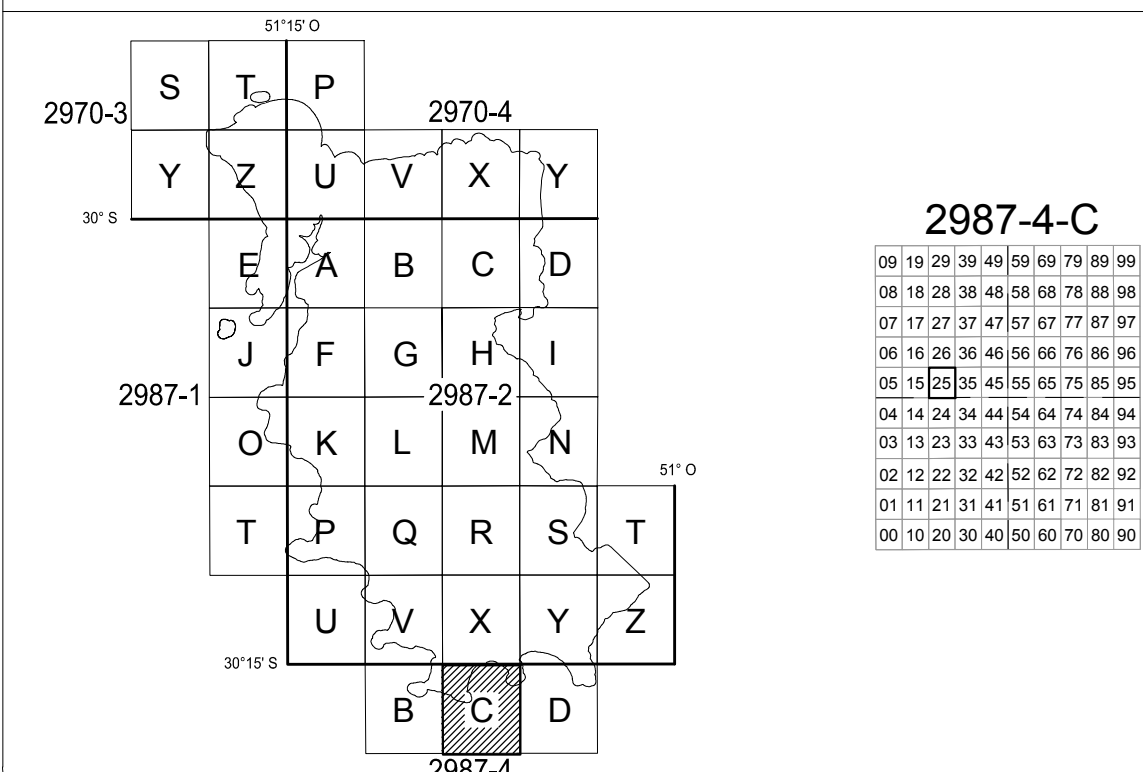 51°15' O
S T P
2970-3 2970-4
Y Z U V X Y
30° S
E A B C D
J F G H I
2987-1 2987-2
O K L M N
51° O
T P Q R S T
U V X Y Z
30°15' S
B C D
2987-4
2987-4-C
09 19 29 39 49 59 69 79 89 99
08 18 28 38 48 58 68 78 88 98
07 17 27 37 47 57 67 77 87 97
06 16 26 36 46 56 66 76 86 96
05 15 25 35 45 55 65 75 85 95
04 14 24 34 44 54 64 74 84 94
03 13 23 33 43 53 63 73 83 93
02 12 22 32 42 52 62 72 82 92
01 11 21 31 41 51 61 71 81 91
00 10 20 30 40 50 60 70 80 90